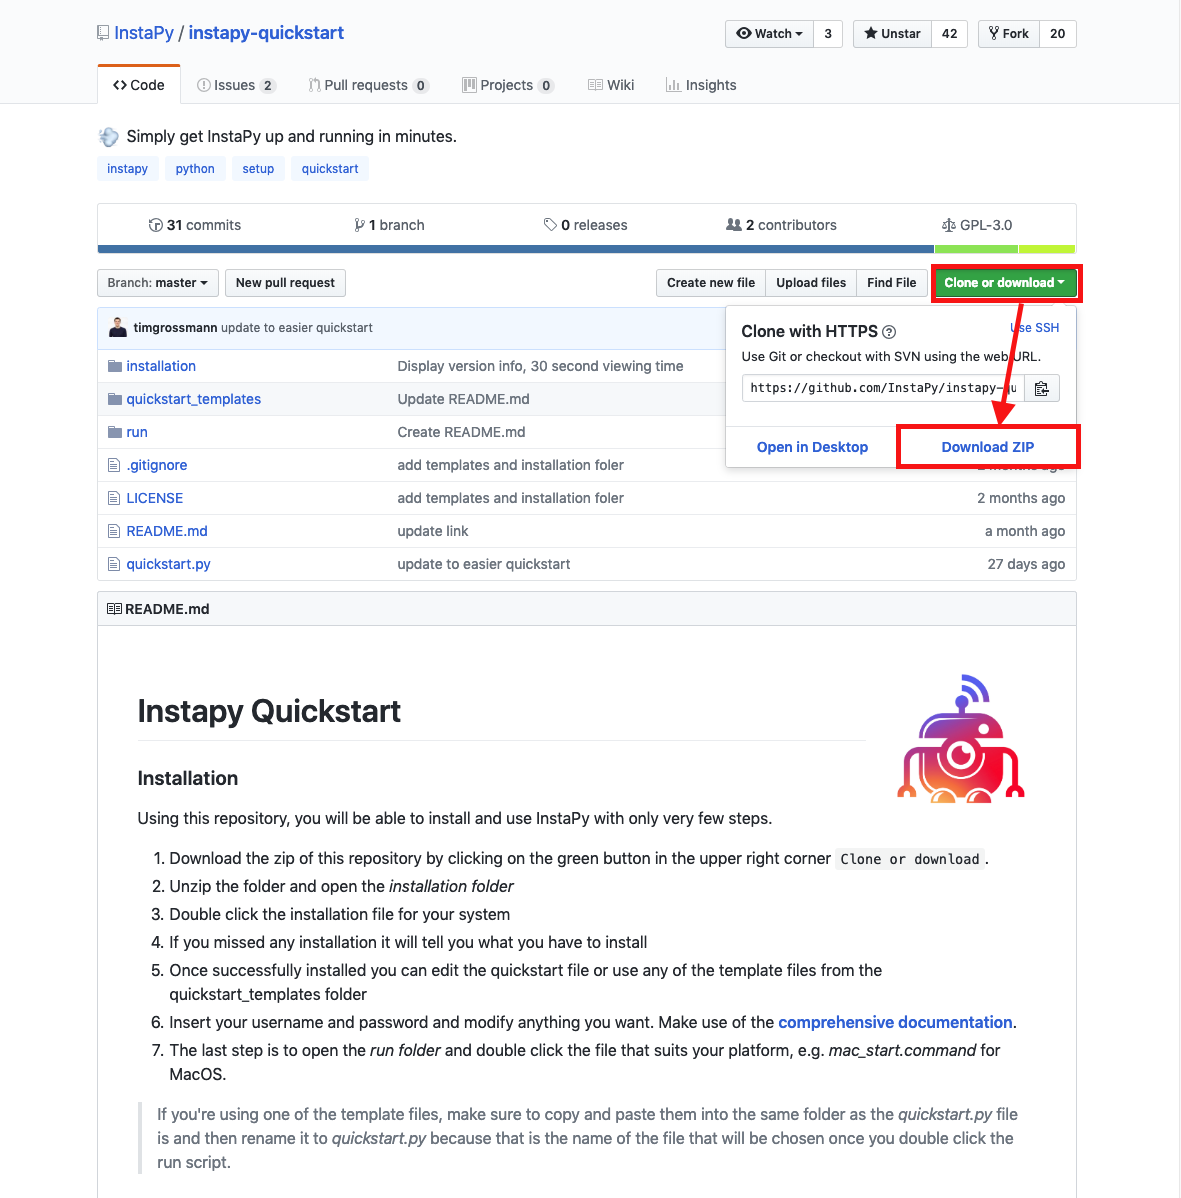 InstaPy / instapy-quickstart
Watch 3 Unstar 42 Fork 20
Code Issues 2 Pull requests 0 Projects 0 Wiki Insights
Simply get InstaPy up and running in minutes.
instapy python setup quickstart
31 commits 1 branch 0 releases 2 contributors GPL-3.0
Branch: master New pull request Create new file Upload files Find File Clone or download
timgrossmann update to easier quickstart
Clone with HTTPS Use SSH
Use Git or checkout with SVN using the web URL.
https://github.com/InstaPy/instapy-qu
Open in Desktop Download ZIP
installation Display version info, 30 second viewing time
quickstart_templates Update README.md
run Create README.md
.gitignore add templates and installation foler 2 months ago
LICENSE add templates and installation foler 2 months ago
README.md update link a month ago
quickstart.py update to easier quickstart 27 days ago
README.md
Instapy Quickstart
Installation
Using this repository, you will be able to install and use InstaPy with only very few steps.
1. Download the zip of this repository by clicking on the green button in the upper right corner Clone or download.
2. Unzip the folder and open the installation folder
3. Double click the installation file for your system
4. If you missed any installation it will tell you what you have to install
5. Once successfully installed you can edit the quickstart file or use any of the template files from the
quickstart_templates folder
6. Insert your username and password and modify anything you want. Make use of the comprehensive documentation.
7. The last step is to open the run folder and double click the file that suits your platform, e.g. mac_start.command for
MacOS.
If you're using one of the template files, make sure to copy and paste them into the same folder as the quickstart.py file
is and then rename it to quickstart.py because that is the name of the file that will be chosen once you double click the
run script.